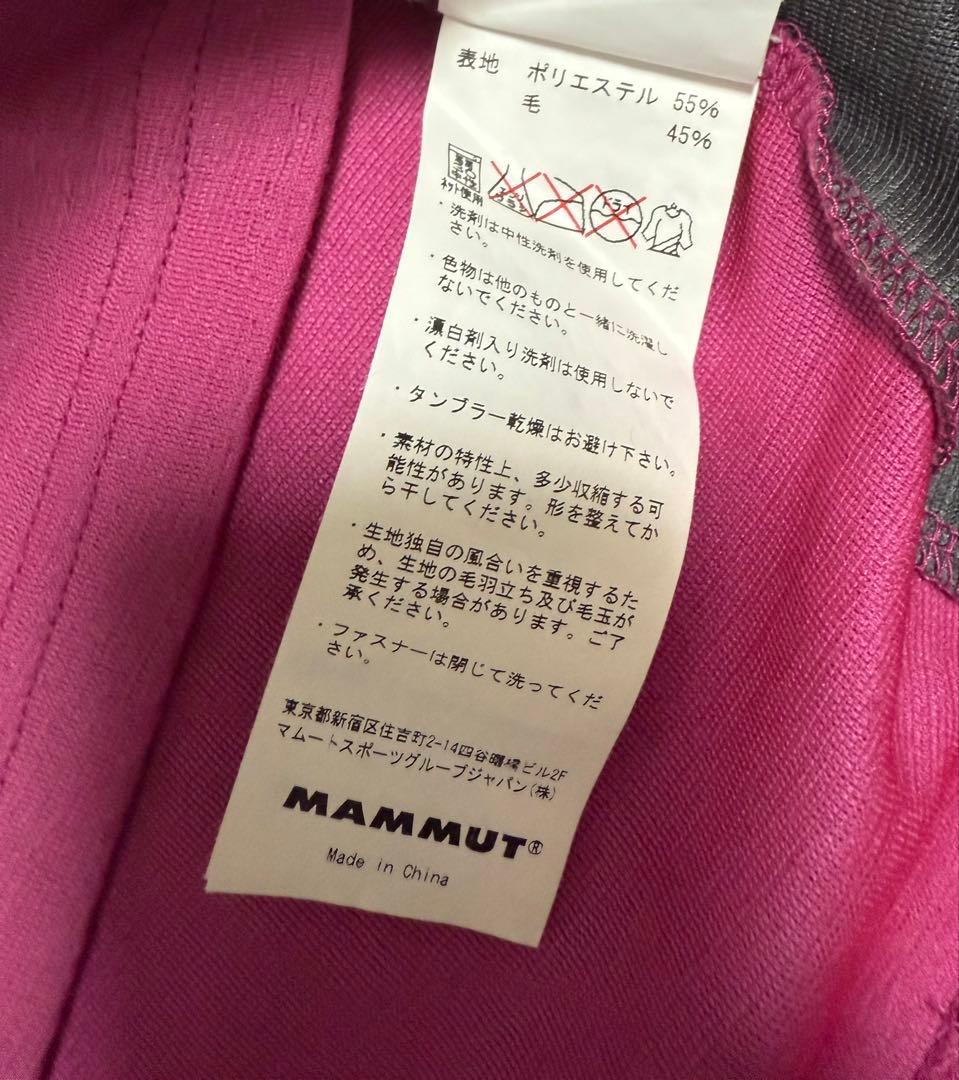 表地 ポリエステル 55%
毛 45%
中性
ネット使用
エンソ
サラシ
ドライ
・洗剤は中性洗剤を使用してくだ
さい。
・色物は他のものと一緒に洗濯し
ないでください。
・漂白剤入り洗剤は使用しないで
ください。
・タンブラー乾燥はお避け下さい。
・素材の特性上、多少収縮する可
能性があります。形を整えてか
ら干してください。
・生地独自の風合いを重視するた
め、生地の毛羽立ち及び毛玉が
発生する場合があります。ご了
承ください。
・ファスナーは閉じて洗ってくだ
さい。
東京都新宿区住吉町2-14四谷曙橋ビル2F
マムートスポーツグループジャパン(株)
MAMMUT®
Made in China